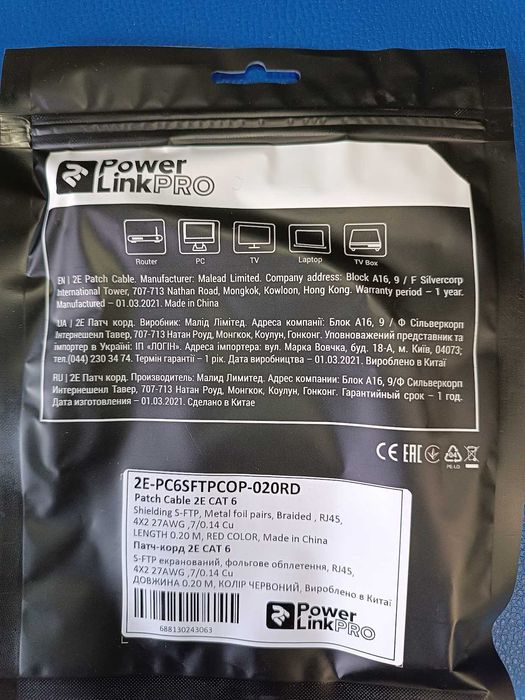 2E Power
LinkPRO
Router PC TV Laptop TV Box
EN | 2E Patch Cable. Manufacturer: Malead Limited. Company address: Block A16, 9 / F Silvercorp
International Tower, 707-713 Nathan Road, Mongkok, Kowloon, Hong Kong. Warranty period – 1 year.
Manufactured – 01.03.2021. Made in China
UA | 2E Патч корд. Виробник: Малід Лімітед. Адреса компанії: Блок А16, 9 / Ф Сільверкорп
Інтернешенл Тавер, 707-713 Натан Роуд, Монгкок, Коулун, Гонконг. Уповноважений представник та
імпортер в Україні: ПІІ «ЛОГІН». Адреса імпортера: вул. Марка Вовчка, буд. 18-А, м. Київ, 04073;
тел.(044) 230 34 74. Термін гарантії – 1 рік. Дата виробництва – 01.03.2021. Вироблено в Китаї
RU | 2E Патч корд. Производитель: Малид Лимитед. Адрес компании: Блок А16, 9/Ф Сильверкорп
Интернешенл Тавер, 707-713 Натан Роуд, Монгкок, Коулун, Гонконг. Гарантийный срок – 1 год.
Дата изготовления – 01.03.2021. Сделано в Китае
CE EAC
PE-LD
2E-PC6SFTPCOP-020RD
Patch Cable 2E CAT 6
Shielding S-FTP, Metal foil pairs, Braided , RJ45,
4X2 27AWG ,7/0.14 Cu
LENGTH 0.20 M, RED COLOR, Made in China
Патч-корд 2E CAT 6
S-FTP екранований, фольгове обплетення, RJ45,
4X2 27AWG ,7/0.14 Cu
ДОВЖИНА 0.20 М, КОЛІР ЧЕРВОНИЙ, Вироблено в Китаї
688130243063
2E Power
LinkPRO